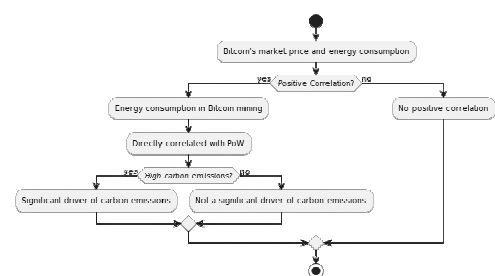 Bitcoin's market price and energy consumption
yes
Positive Correlation?
no
Energy consumption in Bitcoin mining
No positive correlation
Directly correlated with PoW
yes
High carbon emissions?
no
Significant driver of carbon emissions
Not a significant driver of carbon emissions